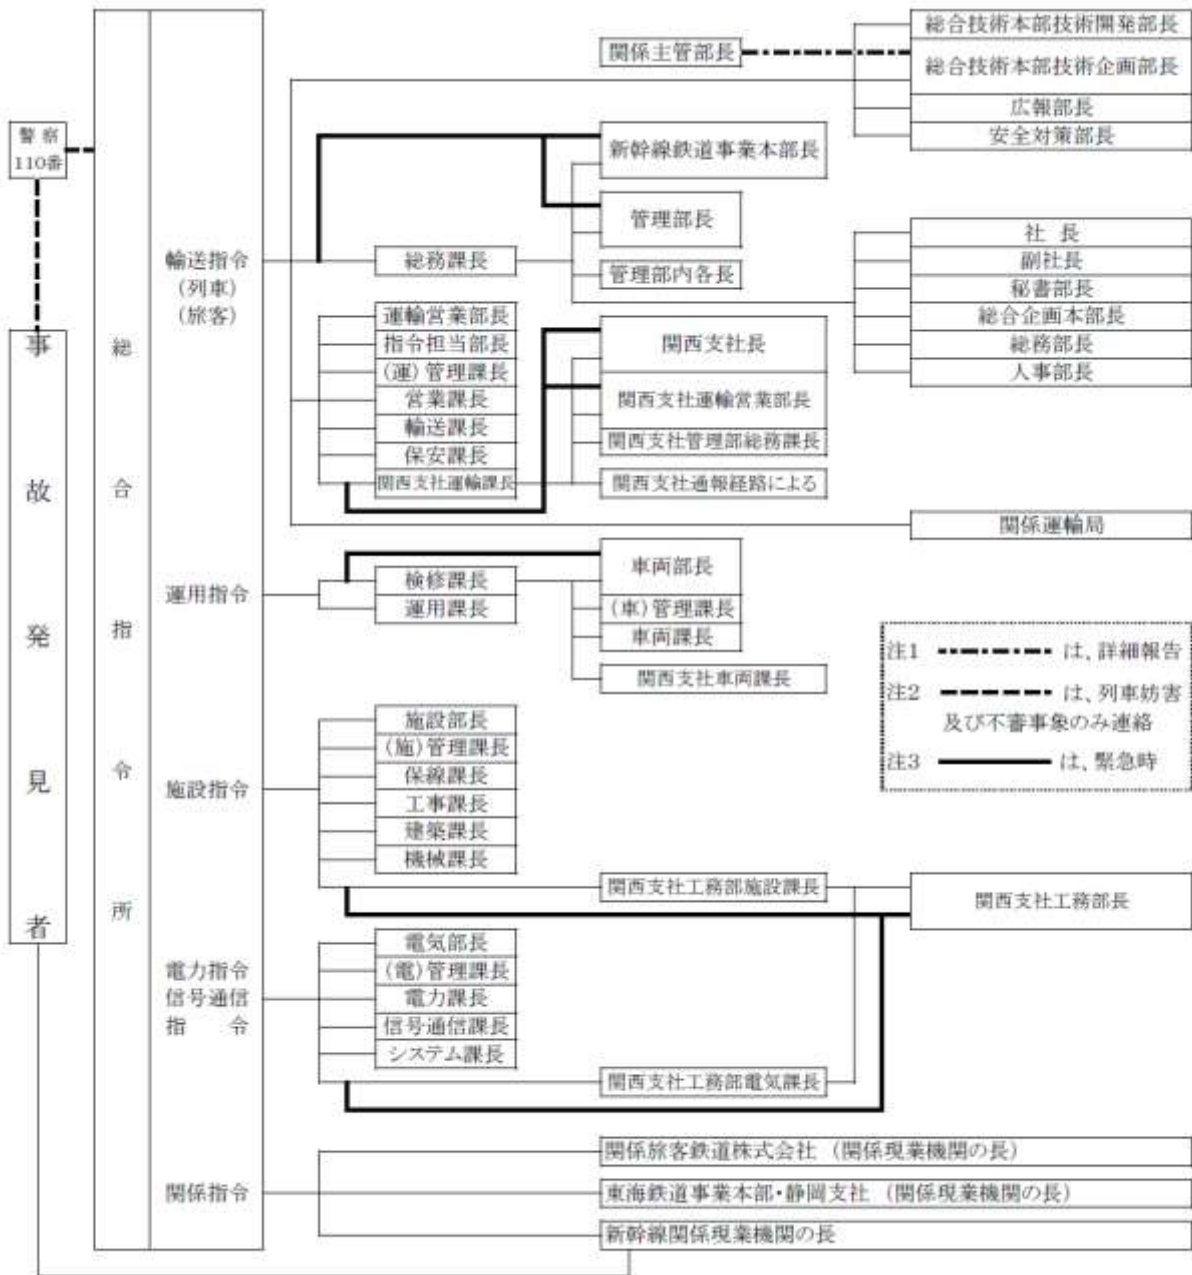 総合技術本部技術開発部長
関係主管部長
総合技術本部技術企画部長
広報部長
安全対策部長
警察
110番
新幹線鉄道事業本部長
管理部長
輸送指令
(列車)
(旅客)
総務課長
管理部内各長
社 長
副社長
秘書部長
総合企画本部長
総務部長
人事部長
運輸営業部長
指令担当部長
(運)管理課長
営業課長
輸送課長
保安課長
関西支社運輸課長
関西支社長
関西支社運輸営業部長
関西支社管理部総務課長
関西支社通報経路による
関係運輸局
事故発見者
総合指令所
運用指令
検修課長
運用課長
車両部長
(車)管理課長
車両課長
関西支社車両課長
注1 は、詳細報告
注2 は、列車妨害
及び不審事象のみ連絡
注3 は、緊急時
施設指令
施設部長
(施)管理課長
保線課長
工事課長
建築課長
機械課長
関西支社工務部施設課長
関西支社工務部長
電力指令
信号通信
指 令
電気部長
(電)管理課長
電力課長
信号通信課長
システム課長
関西支社工務部電気課長
関係指令
関係旅客鉄道株式会社 (関係現業機関の長)
東海鉄道事業本部・静岡支社 (関係現業機関の長)
新幹線関係現業機関の長